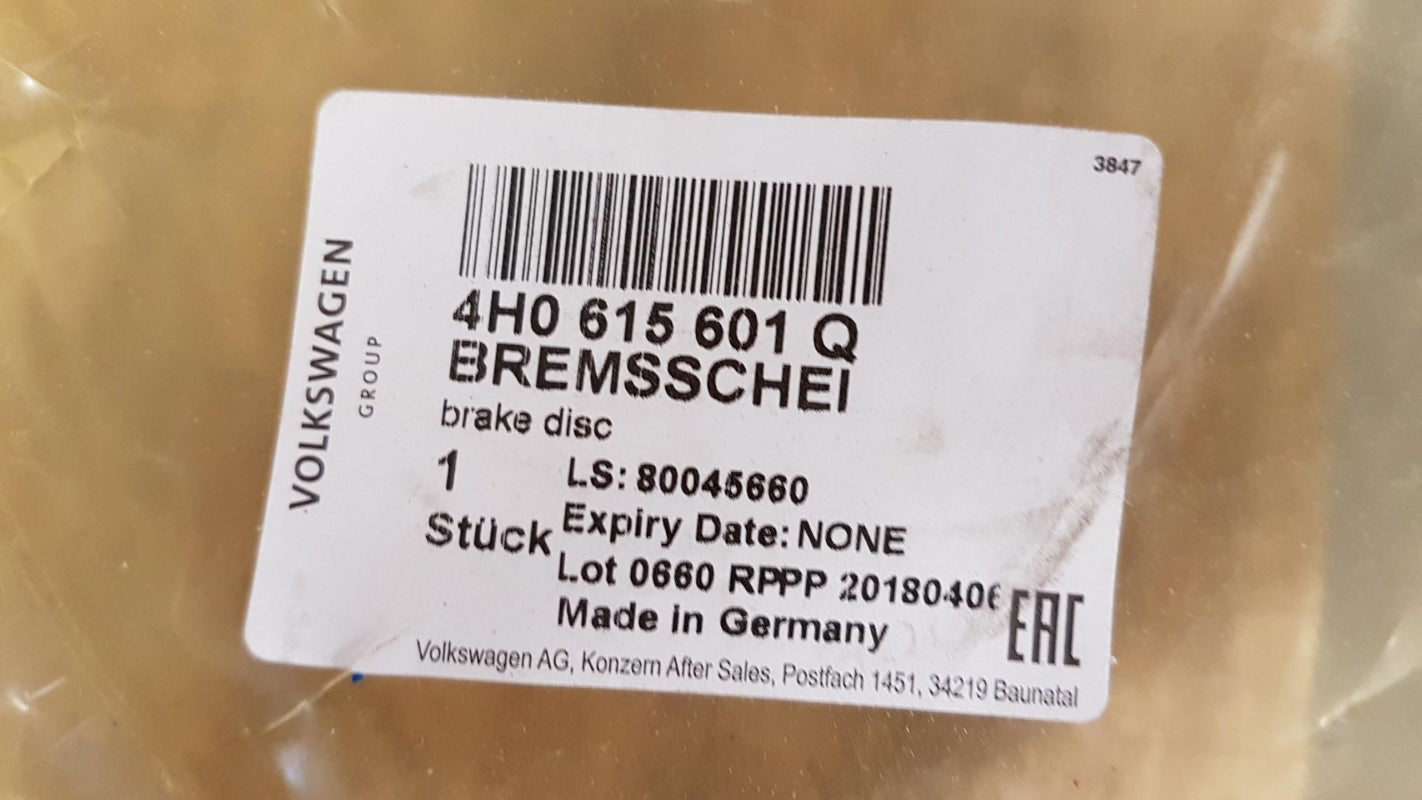 3847
VOLKSWAGEN
GROUP
4H0 615 601 Q
BREMSSCHEI
brake disc
1
Stück
LS: 80045660
Expiry Date: NONE
Lot 0660 RPPP 20180406
Made in Germany
EAC
Volkswagen AG, Konzern After Sales, Postfach 1451, 34219 Baunatal